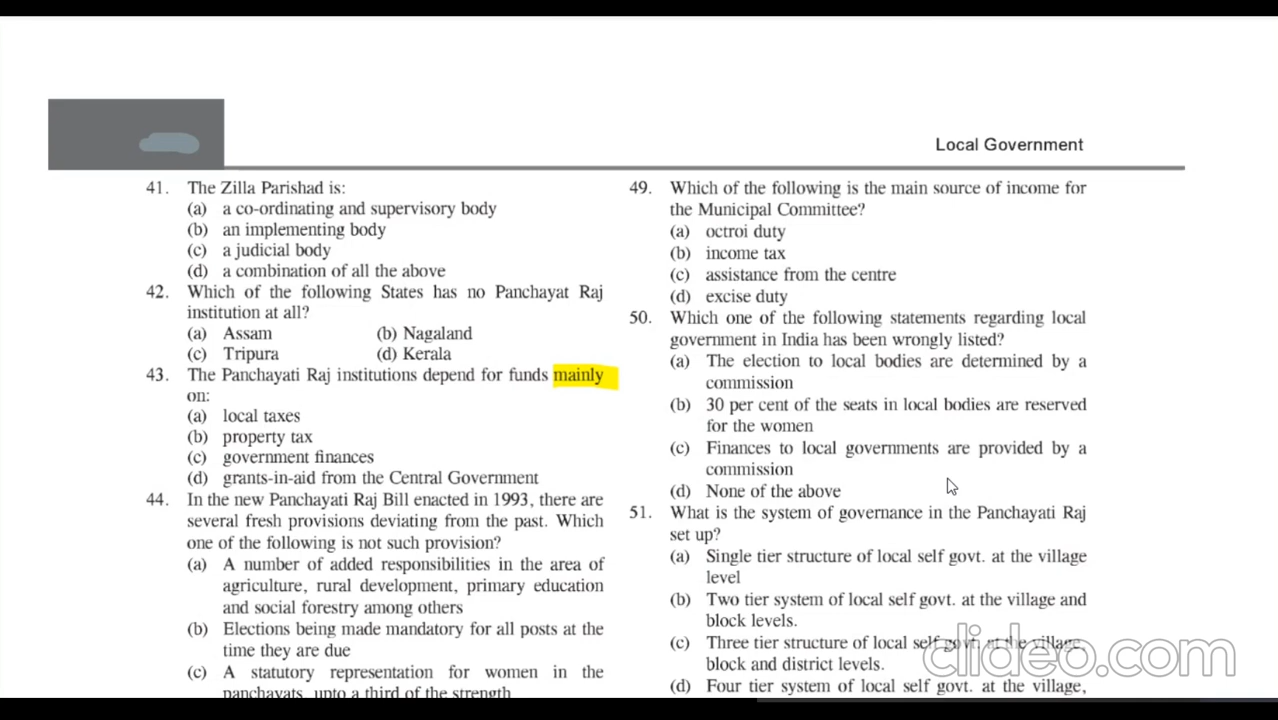 Local Government
41. The Zilla Parishad is:
(a) a co-ordinating and supervisory body
(b) an implementing body
(c) a judicial body
(d) a combination of all the above
42. Which of the following States has no Panchayat Raj
institution at all?
(a) Assam (b) Nagaland
(c) Tripura (d) Kerala
43. The Panchayati Raj institutions depend for funds mainly
on:
(a) local taxes
(b) property tax
(c) government finances
(d) grants-in-aid from the Central Government
44. In the new Panchayati Raj Bill enacted in 1993, there are
several fresh provisions deviating from the past. Which
one of the following is not such provision?
(a) A number of added responsibilities in the area of
agriculture, rural development, primary education
and social forestry among others
(b) Elections being made mandatory for all posts at the
time they are due
(c) A statutory representation for women in the
panchayats, upto a third of the strength
49. Which of the following is the main source of income for
the Municipal Committee?
(a) octroi duty
(b) income tax
(c) assistance from the centre
(d) excise duty
50. Which one of the following statements regarding local
government in India has been wrongly listed?
(a) The election to local bodies are determined by a
commission
(b) 30 per cent of the seats in local bodies are reserved
for the women
(c) Finances to local governments are provided by a
commission
(d) None of the above
51. What is the system of governance in the Panchayati Raj
set up?
(a) Single tier structure of local self govt. at the village
level
(b) Two tier system of local self govt. at the village and
block levels.
(c) Three tier structure of local self govt. at the village,
block and district levels.
(d) Four tier system of local self govt. at the village,
clideo.com